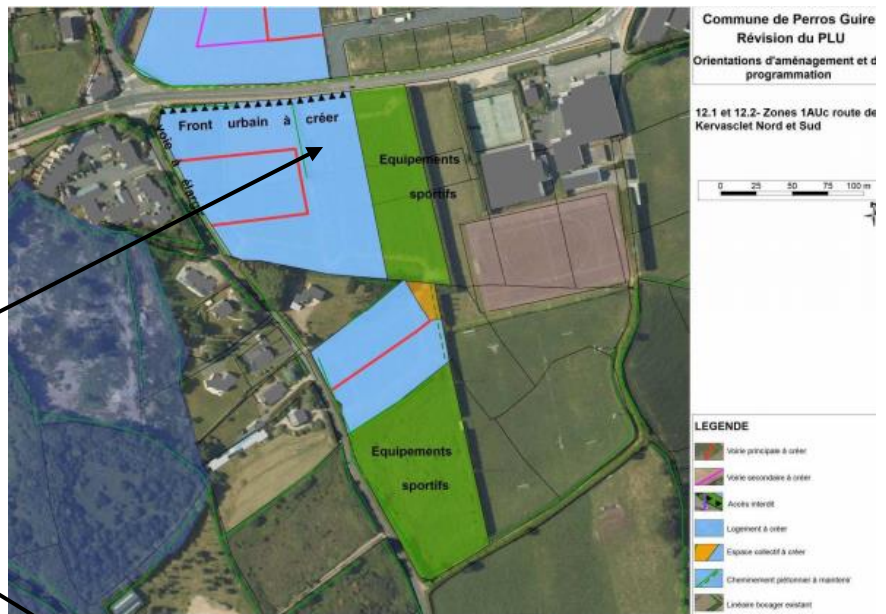 Commune de Perros Guire
Révision du PLU
Orientations d'aménagement et d
programmation
12.1 et 12.2- Zones 1AUc route de
Kervasclet Nord et Sud
0 25 50 75 100 m
Front urbain à créer
voie à élargi
Equipements
sportifs
Equipements
sportifs
LEGENDE
Voirie principale à créer
Voirie secondaire à créer
Accès interdit
Logement à créer
Espace collectif à créer
Cheminement piétonnier à maintenir
Linéaire bocager existant